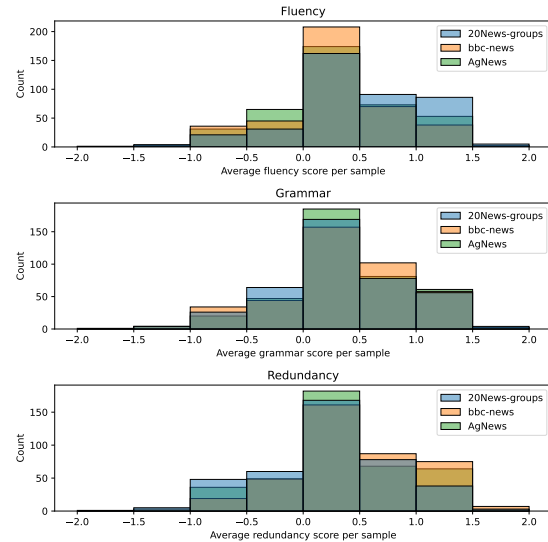 Fluency
200
150
100
50
0
Count
20News-groups
bbc-news
AgNews
−2.0 −1.5 −1.0 −0.5 0.0 0.5 1.0 1.5 2.0
Average fluency score per sample
Grammar
150
100
50
0
Count
20News-groups
bbc-news
AgNews
−2.0 −1.5 −1.0 −0.5 0.0 0.5 1.0 1.5 2.0
Average grammar score per sample
Redundancy
150
100
50
0
Count
20News-groups
bbc-news
AgNews
−2.0 −1.5 −1.0 −0.5 0.0 0.5 1.0 1.5 2.0
Average redundancy score per sample